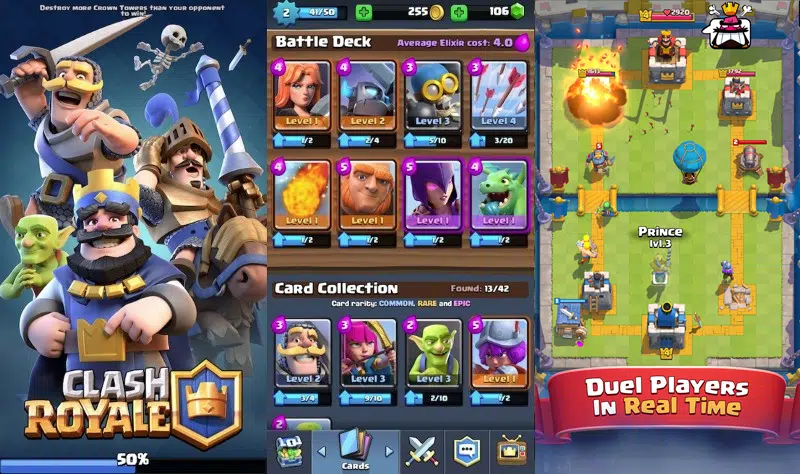 Destroy more Crown Towers than your opponent
to win!
CLASH
ROYALE
50%
2
41/50
255
106
Battle Deck
Average Elixir cost: 4.0
4
4
3
3
Level 1
Level 1
Level 3
Level 4
1/2
2/4
5/10
3/20
4
5
4
4
Level 1
Level 1
Level 1
Level 1
1/2
1/2
1/2
1/2
Card Collection
Found: 13/42
Card rarity: COMMON, RARE and EPIC
3
3
2
5
Level 2
Level 3
Level 3
Level 1
3/4
9/10
2/10
1/2
2
Cards
2920
1792
5
2
Prince
lvl.3
Duel Players
In Real Time